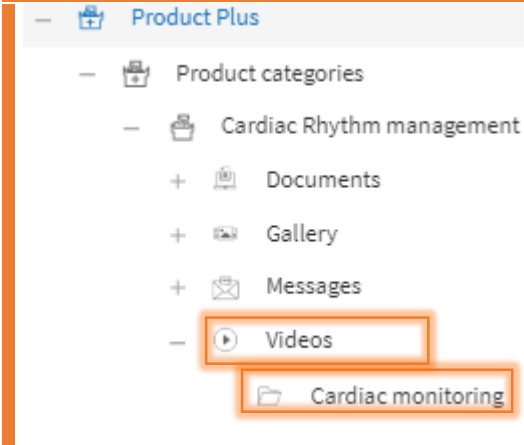 Product Plus
Product categories
Cardiac Rhythm management
Documents
Gallery
Messages
Videos
Cardiac monitoring